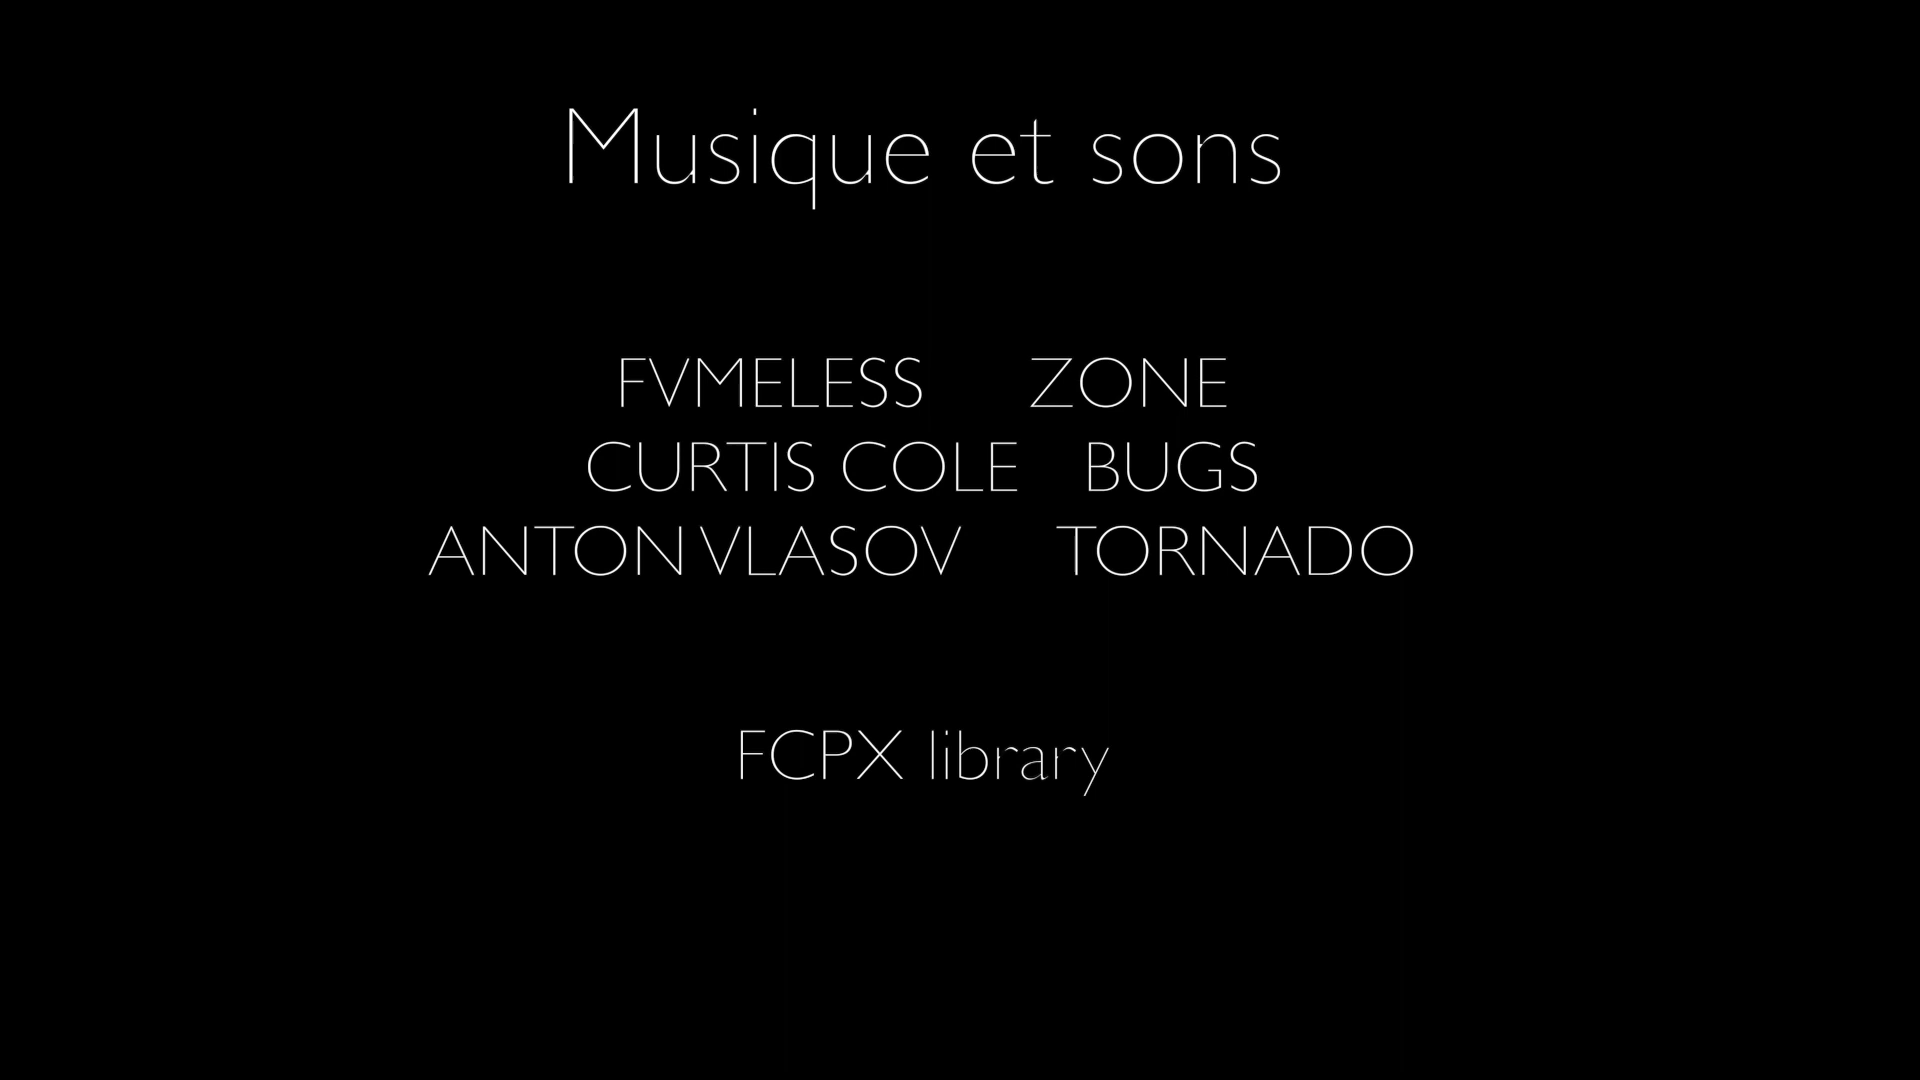 Musique et sons
FVMELESS ZONE
CURTIS COLE BUGS
ANTON VLASOV TORNADO
FCPX library